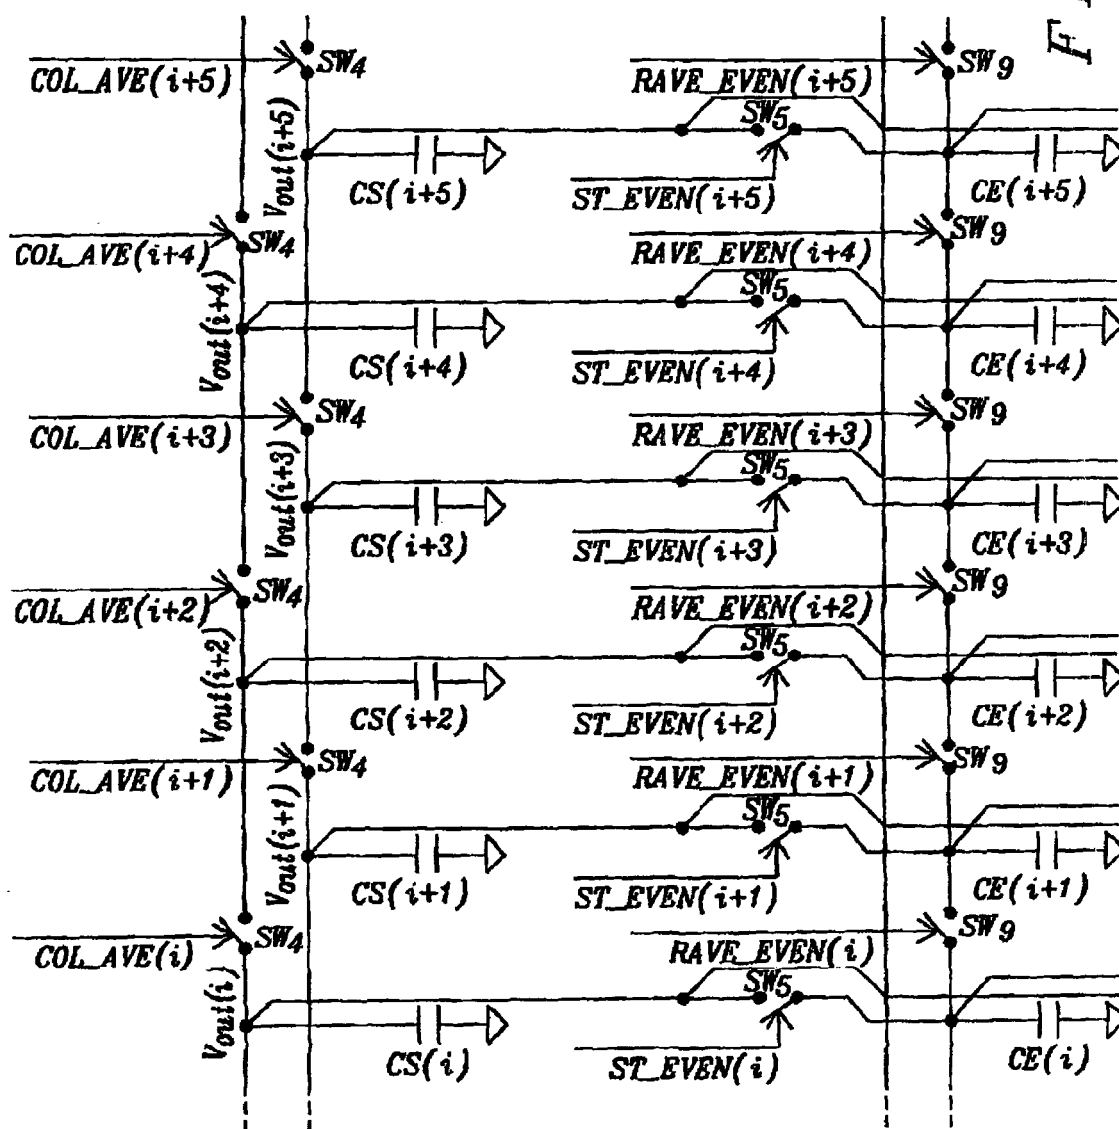 F
SW4 SW9
COL_AVE(i+5) RAVE_EVEN(i+5)
Vout(i+5) SW5
CS(i+5) ST_EVEN(i+5) CE(i+5)
SW4 SW9
COL_AVE(i+4) RAVE_EVEN(i+4)
Vout(i+4) SW5
CS(i+4) ST_EVEN(i+4) CE(i+4)
SW4 SW9
COL_AVE(i+3) RAVE_EVEN(i+3)
Vout(i+3) SW5
CS(i+3) ST_EVEN(i+3) CE(i+3)
SW4 SW9
COL_AVE(i+2) RAVE_EVEN(i+2)
Vout(i+2) SW5
CS(i+2) ST_EVEN(i+2) CE(i+2)
SW4 SW9
COL_AVE(i+1) RAVE_EVEN(i+1)
Vout(i+1) SW5
CS(i+1) ST_EVEN(i+1) CE(i+1)
SW4 SW9
COL_AVE(i) RAVE_EVEN(i)
Vout(i) SW5
CS(i) ST_EVEN(i) CE(i)